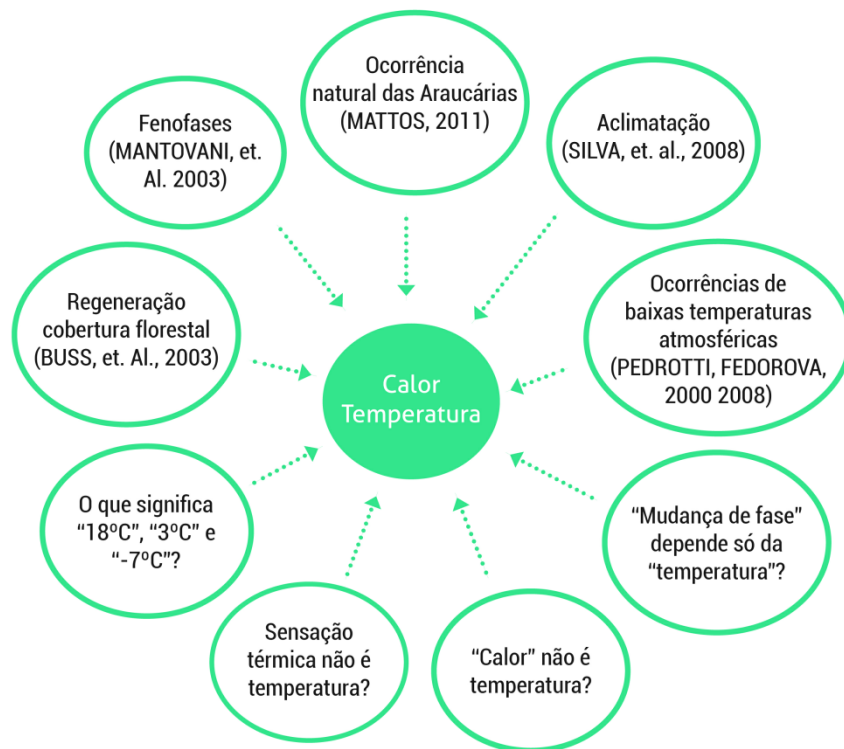 Ocorrência
natural das Araucárias
(MATTOS, 2011)
Fenofases
(MANTOVANI, et.
Al. 2003)
Aclimatação
(SILVA, et. al., 2008)
Regeneração
cobertura florestal
(BUSS, et. Al., 2003)
Ocorrências de
baixas temperaturas
atmosféricas
(PEDROTTI, FEDOROVA,
2000 2008)
Calor
Temperatura
O que significa
“18ºC”, “3ºC” e
“-7ºC”?
“Mudança de fase”
depende só da
“temperatura”?
Sensação
térmica não é
temperatura?
“Calor” não é
temperatura?